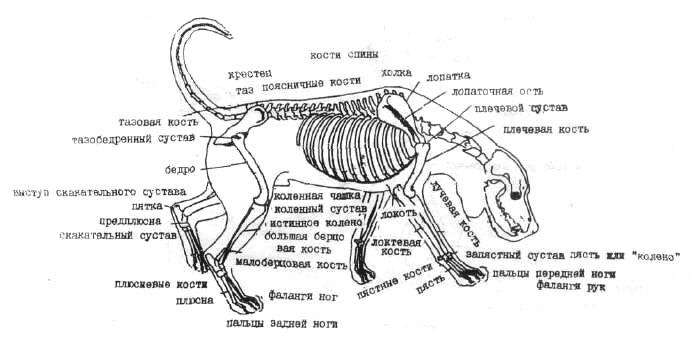 кости спины
крестец
таз поясничные кости
холка
лопатка
лопаточная ость
плечевой сустав
плечевая кость
тазовая кость
тазобедренный сустав
бедро
выступ скакательного сустава
пятка
предплюсна
скакательный сустав
коленная чашка
коленный сустав
истинное колено
большая берцо
вая кость
малоберцовая кость
локоть
лучевая кость
локтевая
кость
запястный сустав пясть или "колено"
пястные кости
пясть
пальцы передней ноги
фаланги рук
плюсневые кости
плюсна
фаланги ног
пальцы задней ноги